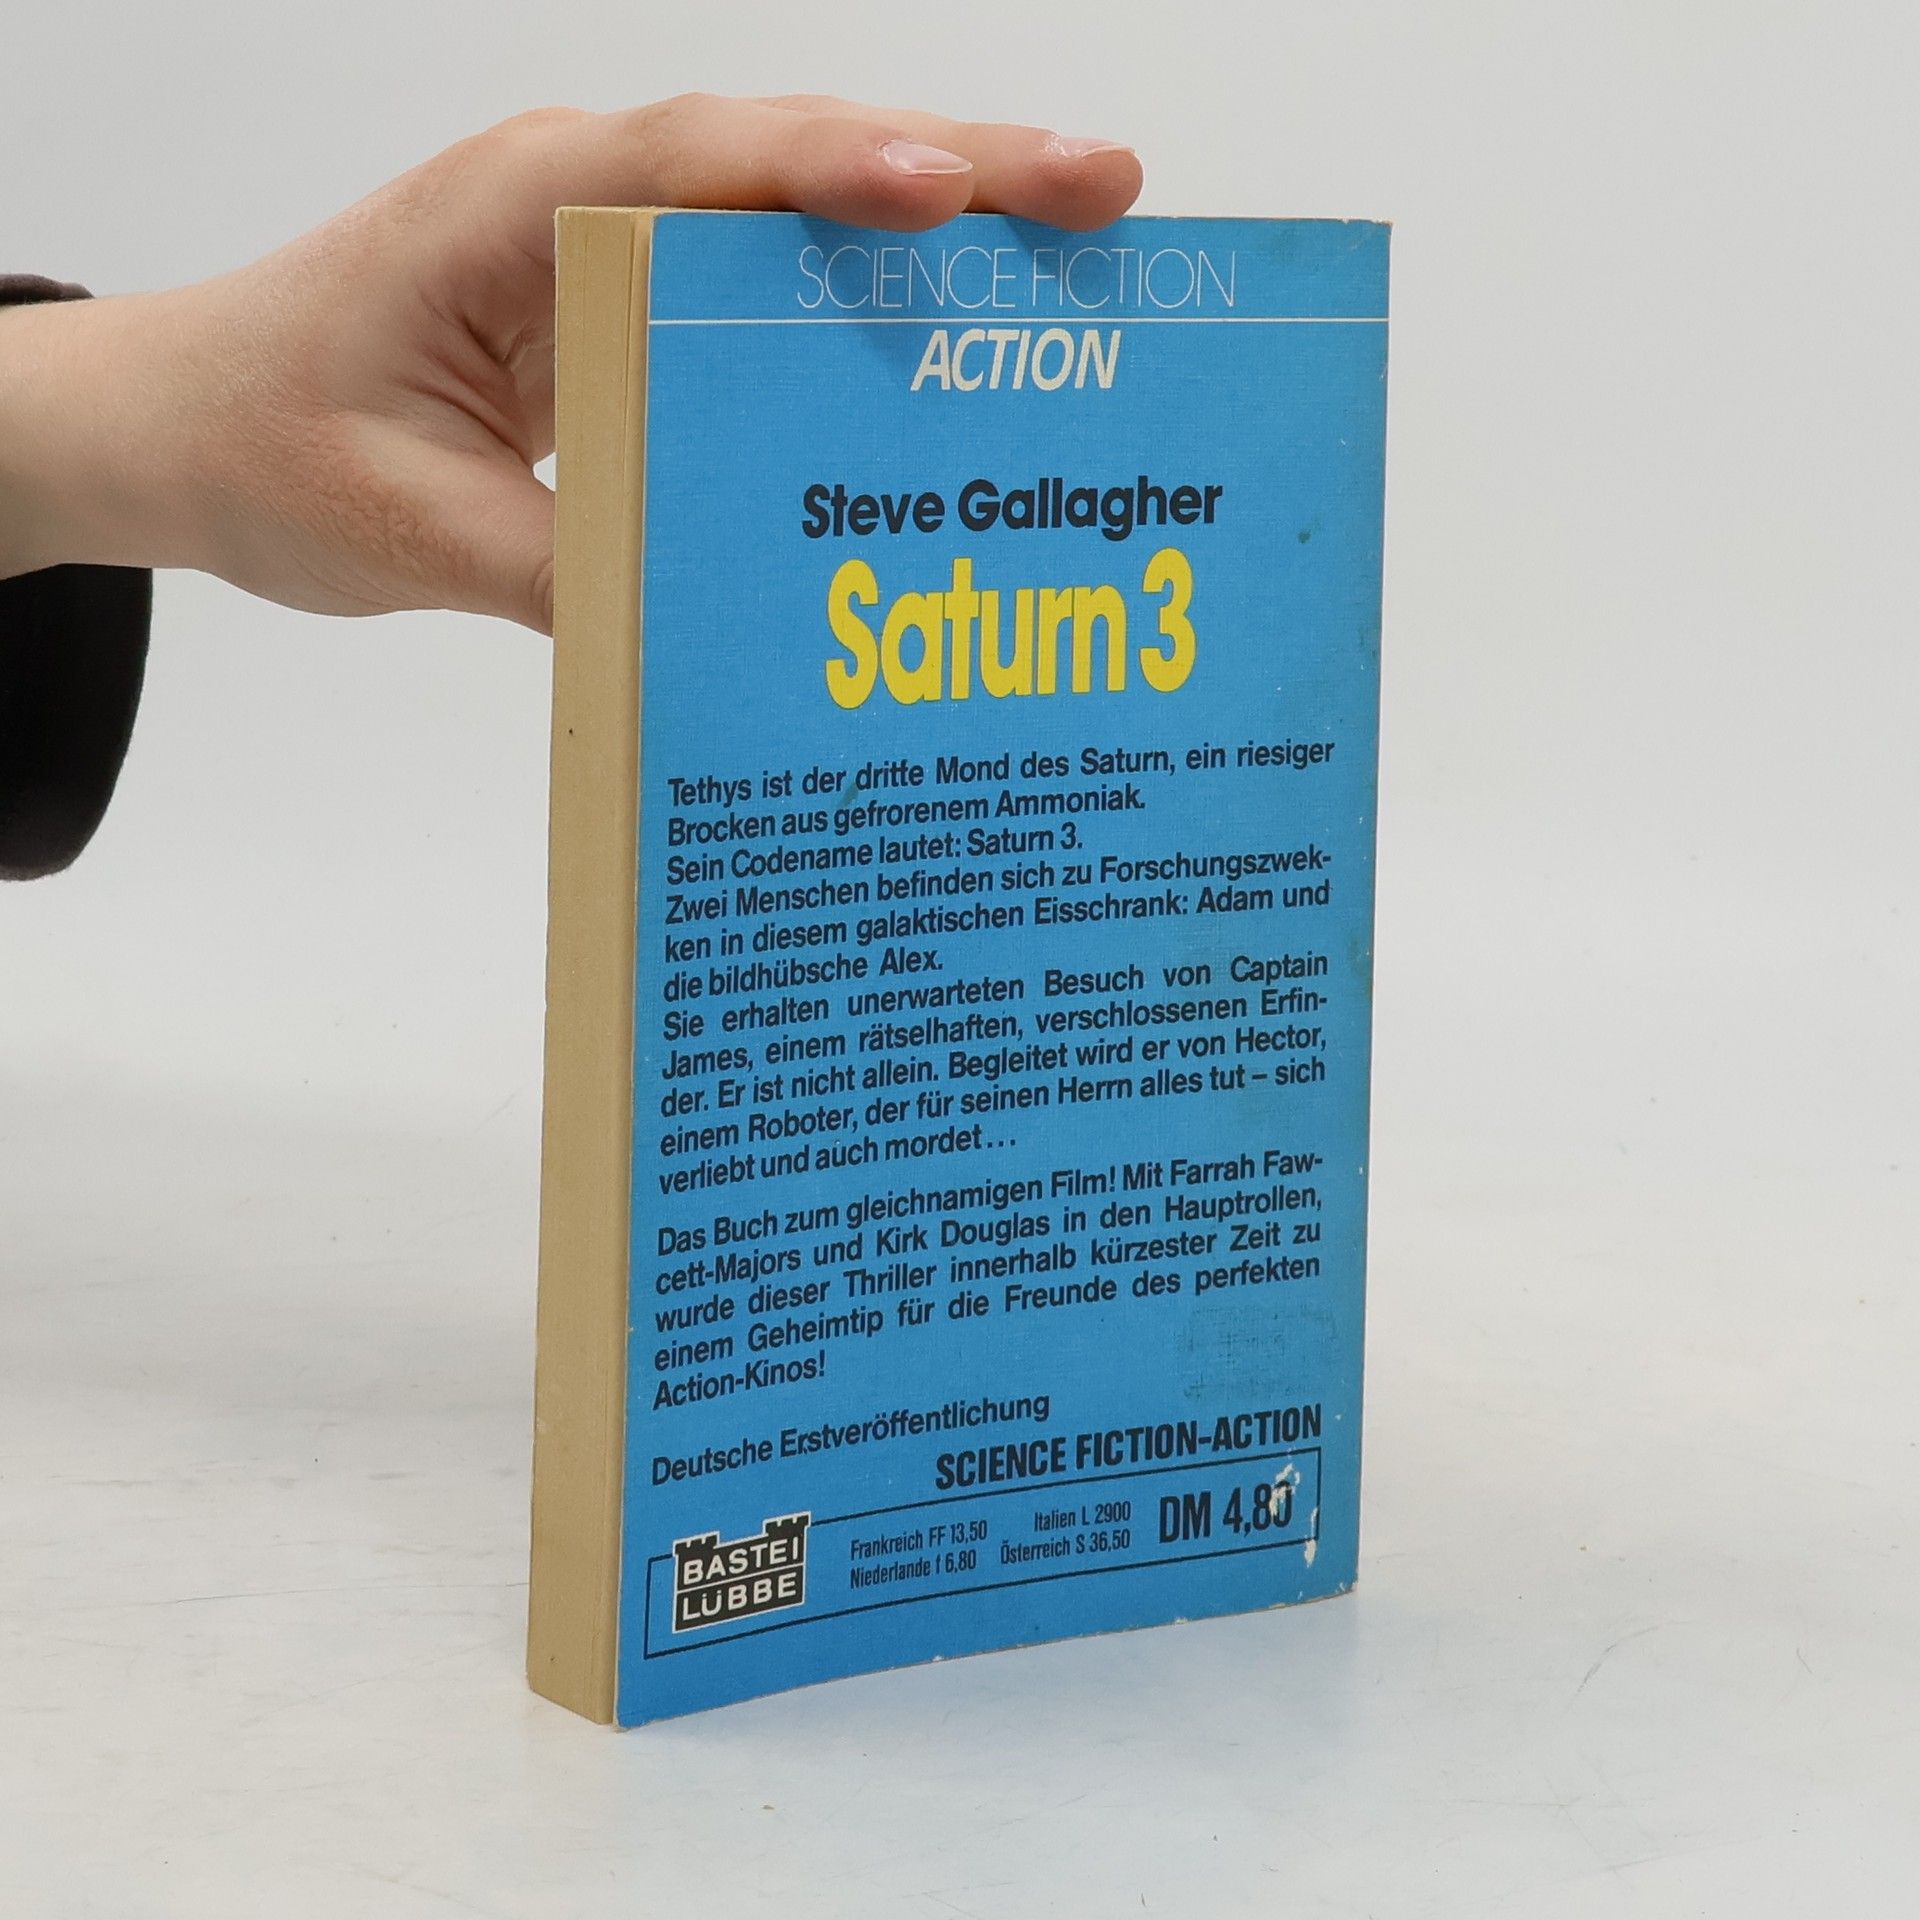 SCIENCE FICTION
ACTION
Steve Gallagher
Saturn 3
Tethys ist der dritte Mond des Saturn, ein riesiger
Brocken aus gefrorenem Ammoniak.
Sein Codename lautet: Saturn 3.
Zwei Menschen befinden sich zu Forschungszwek-
ken in diesem galaktischen Eisschrank: Adam und
die bildhübsche Alex.
Sie erhalten unerwarteten Besuch von Captain
James, einem rätselhaften, verschlossenen Erfin-
der. Er ist nicht allein. Begleitet wird er von Hector,
einem Roboter, der für seinen Herrn alles tut – sich
verliebt und auch mordet...
Das Buch zum gleichnamigen Film! Mit Farrah Faw-
cett-Majors und Kirk Douglas in den Hauptrollen,
wurde dieser Thriller innerhalb kürzester Zeit zu
einem Geheimtip für die Freunde des perfekten
Action-Kinos!
Deutsche Erstveröffentlichung
SCIENCE FICTION-ACTION
BASTEI
LÜBBE
Frankreich FF 13,50 Italien L 2900
Niederlande f 6,80 Österreich S 36,50
DM 4,80